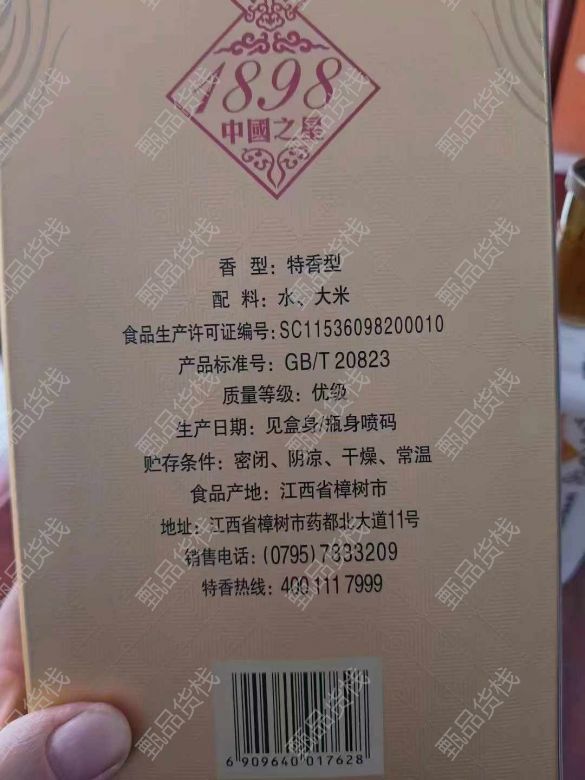 1898
中國之星
香 型：特香型
配 料：水、大米
食品生产许可证编号：SC11536098200010
产品标准号：GB/T 20823
质量等级：优级
生产日期：见盒身/瓶身喷码
贮存条件：密闭、阴凉、干燥、常温
食品产地：江西省樟树市
地址：江西省樟树市药都北大道11号
销售电话：(0795)7333209
特香热线：400 111 7999
6 909640 017628
甄品货栈